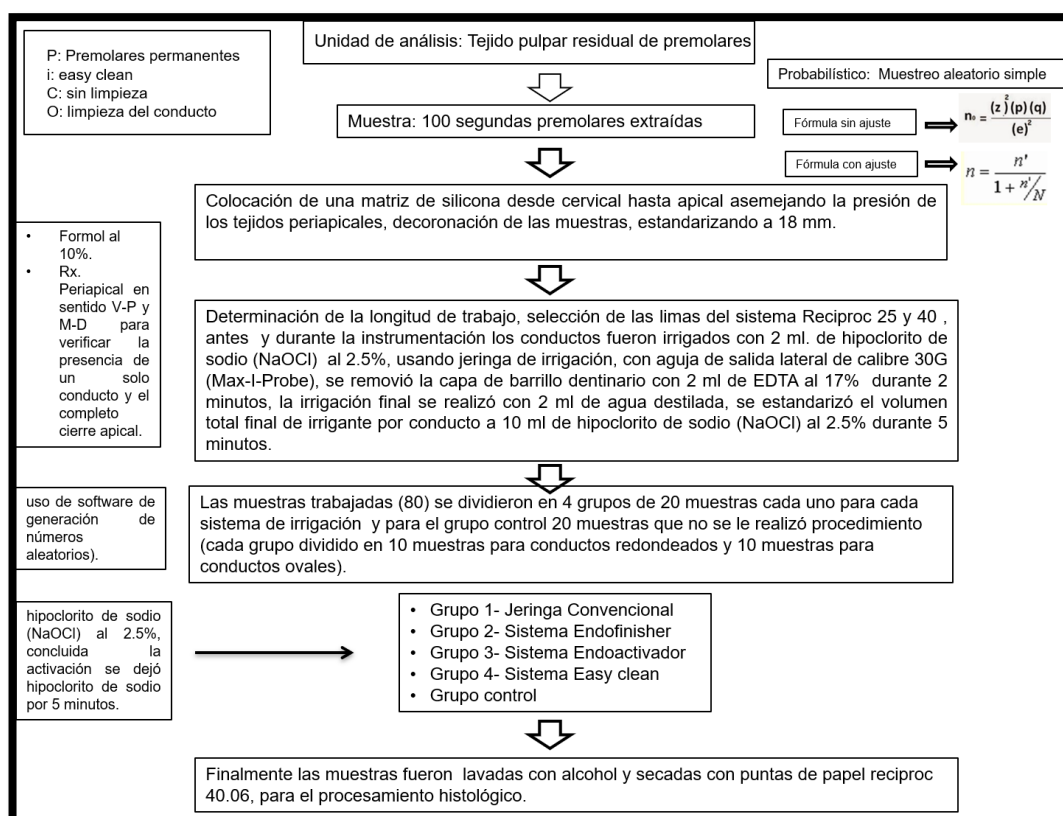 P: Premolares permanentes
i: easy clean
C: sin limpieza
O: limpieza del conducto
Unidad de análisis: Tejido pulpar residual de premolares
Probabilístico: Muestreo aleatorio simple
Muestra: 100 segundas premolares extraídas
Fórmula sin ajuste
n₀ = (z)²(p)(q)
(e)²
Fórmula con ajuste
n = n'
1 + n'/N
Colocación de una matriz de silicona desde cervical hasta apical asemejando la presión de
los tejidos periapicales, decoronación de las muestras, estandarizando a 18 mm.
• Formol al
10%.
• Rx.
Periapical en
sentido V-P y
M-D para
verificar la
presencia de
un solo
conducto y el
completo
cierre apical.
Determinación de la longitud de trabajo, selección de las limas del sistema Reciproc 25 y 40 ,
antes y durante la instrumentación los conductos fueron irrigados con 2 ml. de hipoclorito de
sodio (NaOCl) al 2.5%, usando jeringa de irrigación, con aguja de salida lateral de calibre 30G
(Max-I-Probe), se removió la capa de barrillo dentinario con 2 ml de EDTA al 17% durante 2
minutos, la irrigación final se realizó con 2 ml de agua destilada, se estandarizó el volumen
total final de irrigante por conducto a 10 ml de hipoclorito de sodio (NaOCl) al 2.5% durante 5
minutos.
uso de software de
generación de
números
aleatorios).
Las muestras trabajadas (80) se dividieron en 4 grupos de 20 muestras cada uno para cada
sistema de irrigación y para el grupo control 20 muestras que no se le realizó procedimiento
(cada grupo dividido en 10 muestras para conductos redondeados y 10 muestras para
conductos ovales).
hipoclorito de sodio
(NaOCl) al 2.5%,
concluida la
activación se dejó
hipoclorito de sodio
por 5 minutos.
• Grupo 1- Jeringa Convencional
• Grupo 2- Sistema Endofinisher
• Grupo 3- Sistema Endoactivador
• Grupo 4- Sistema Easy clean
• Grupo control
Finalmente las muestras fueron lavadas con alcohol y secadas con puntas de papel reciproc
40.06, para el procesamiento histológico.